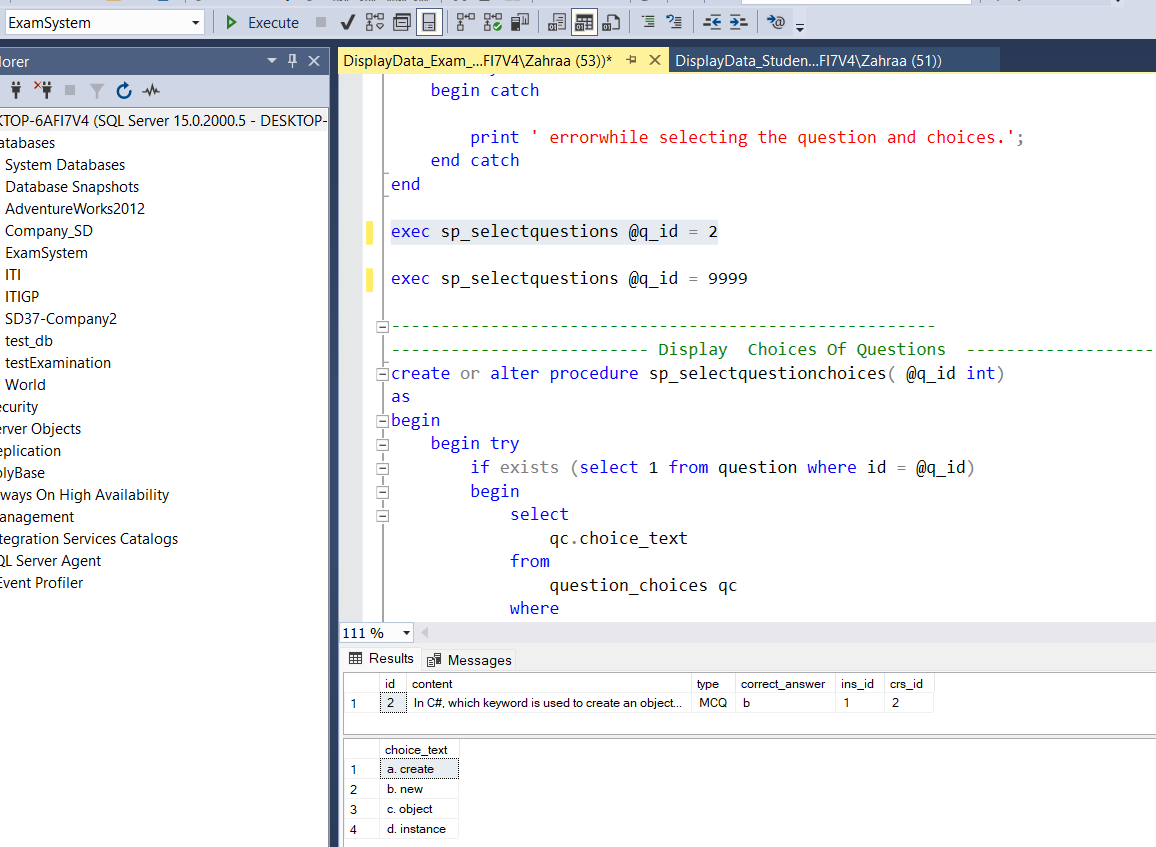 ExamSystem Execute
lorer
DisplayData_Exam_...FI7V4\Zahraa (53))* DisplayData_Studen...FI7V4\Zahraa (51))
KTOP-6AFI7V4 (SQL Server 15.0.2000.5 - DESKTOP-
atabases
System Databases
Database Snapshots
AdventureWorks2012
Company_SD
ExamSystem
ITI
ITIGP
SD37-Company2
test_db
testExamination
World
ecurity
erver Objects
eplication
olyBase
ways On High Availability
anagement
tegration Services Catalogs
QL Server Agent
Event Profiler
begin catch
print ' errorwhile selecting the question and choices.';
end catch
end
exec sp_selectquestions @q_id = 2
exec sp_selectquestions @q_id = 9999
-------------------------------------------------------
-------------------------- Display  Choices Of Questions  -------------------
create or alter procedure sp_selectquestionchoices( @q_id int)
as
begin
begin try
if exists (select 1 from question where id = @q_id)
begin
select
qc.choice_text
from
question_choices qc
where
111 %
Results Messages
id content type correct_answer ins_id crs_id
1 2 In C#, which keyword is used to create an object... MCQ b 1 2
choice_text
1 a. create
2 b. new
3 c. object
4 d. instance